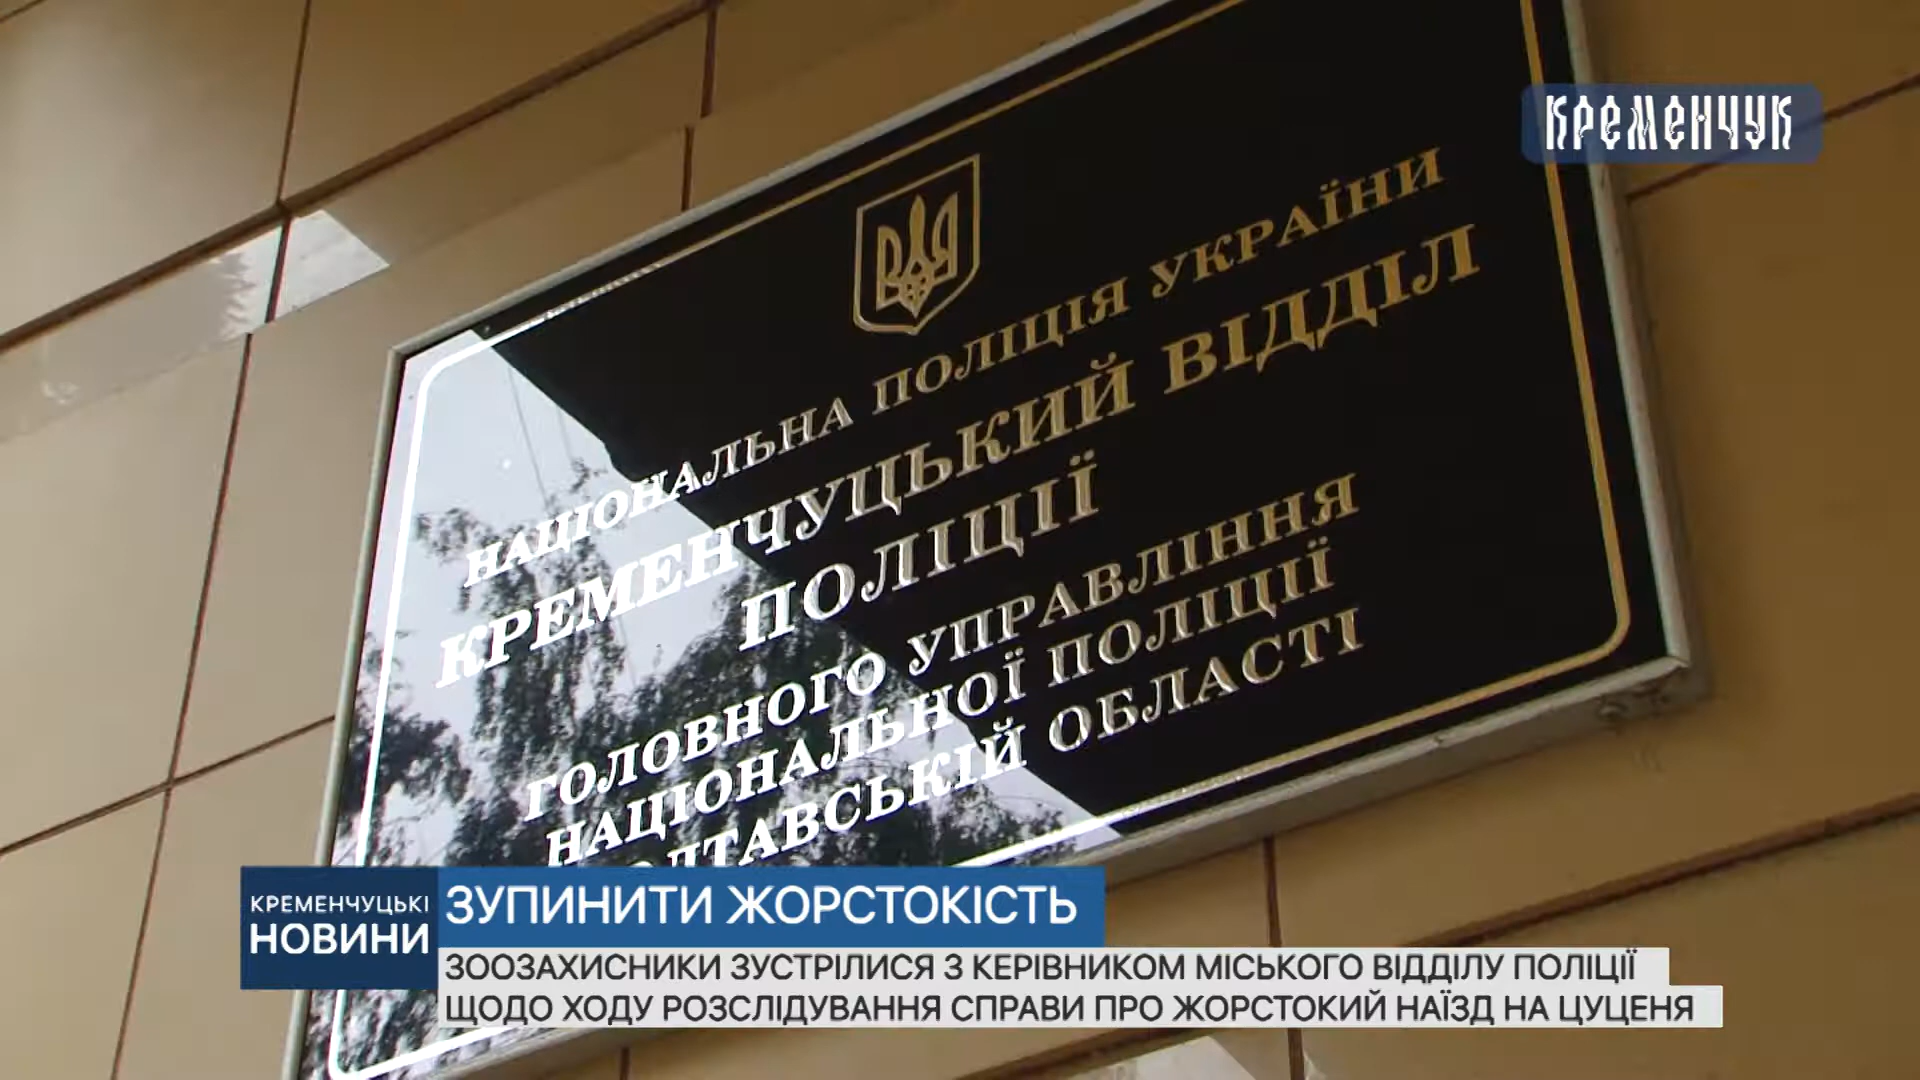 КРЕМЕНЧУК
НАЦІОНАЛЬНА ПОЛІЦІЯ УКРАЇНИ
КРЕМЕНЧУЦЬКИЙ ВІДДІЛ
ПОЛІЦІЇ
ГОЛОВНОГО УПРАВЛІННЯ
НАЦІОНАЛЬНОЇ ПОЛІЦІЇ
ОБЛАСТІ
КРЕМЕНЧУЦЬКІ
НОВИНИ
ЗУПИНИТИ ЖОРСТОКІСТЬ
ЗООЗАХИСНИКИ ЗУСТРІЛИСЯ З КЕРІВНИКОМ МІСЬКОГО ВІДДІЛУ ПОЛІЦІЇ
ЩОДО ХОДУ РОЗСЛІДУВАННЯ СПРАВИ ПРО ЖОРСТОКИЙ НАЇЗД НА ЦУЦЕНЯ